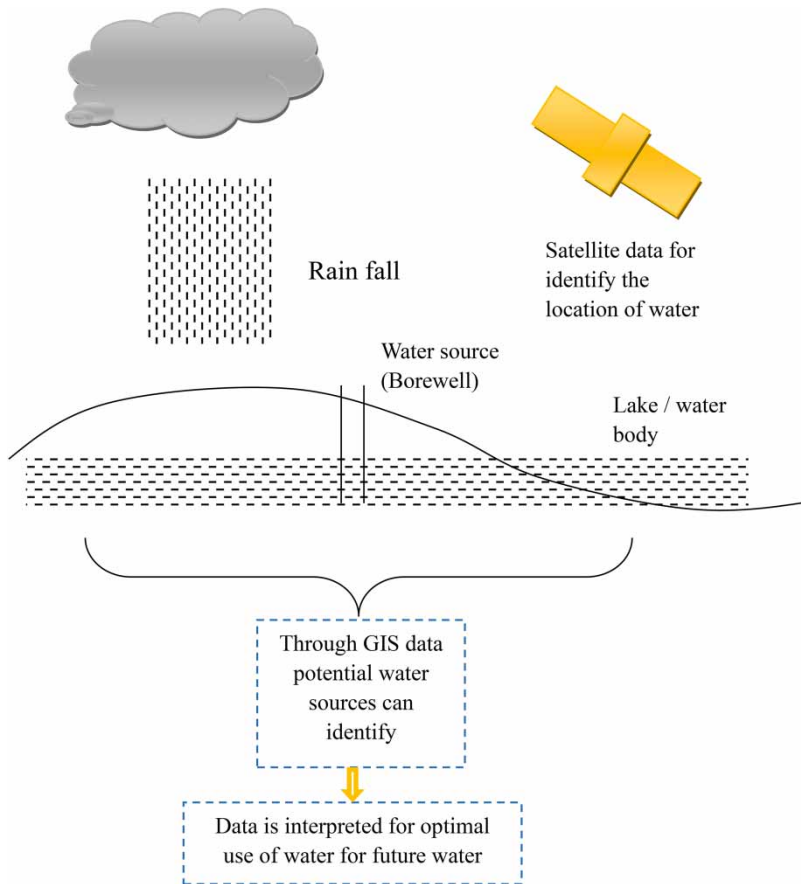 Rain fall
Satellite data for
identify the
location of water
Water source
(Borewell)
Lake / water
body
Through GIS data
potential water
sources can
identify
Data is interpreted for optimal
use of water for future water